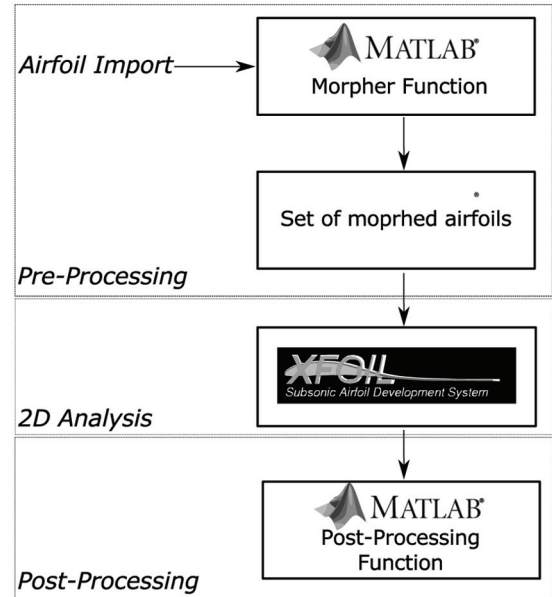 MATLAB®
Airfoil Import
Morpher Function
®
Set of moprhed airfoils
Pre-Processing
XFOIL
Subsonic Airfoil Development System
2D Analysis
MATLAB®
Post-Processing
Function
Post-Processing